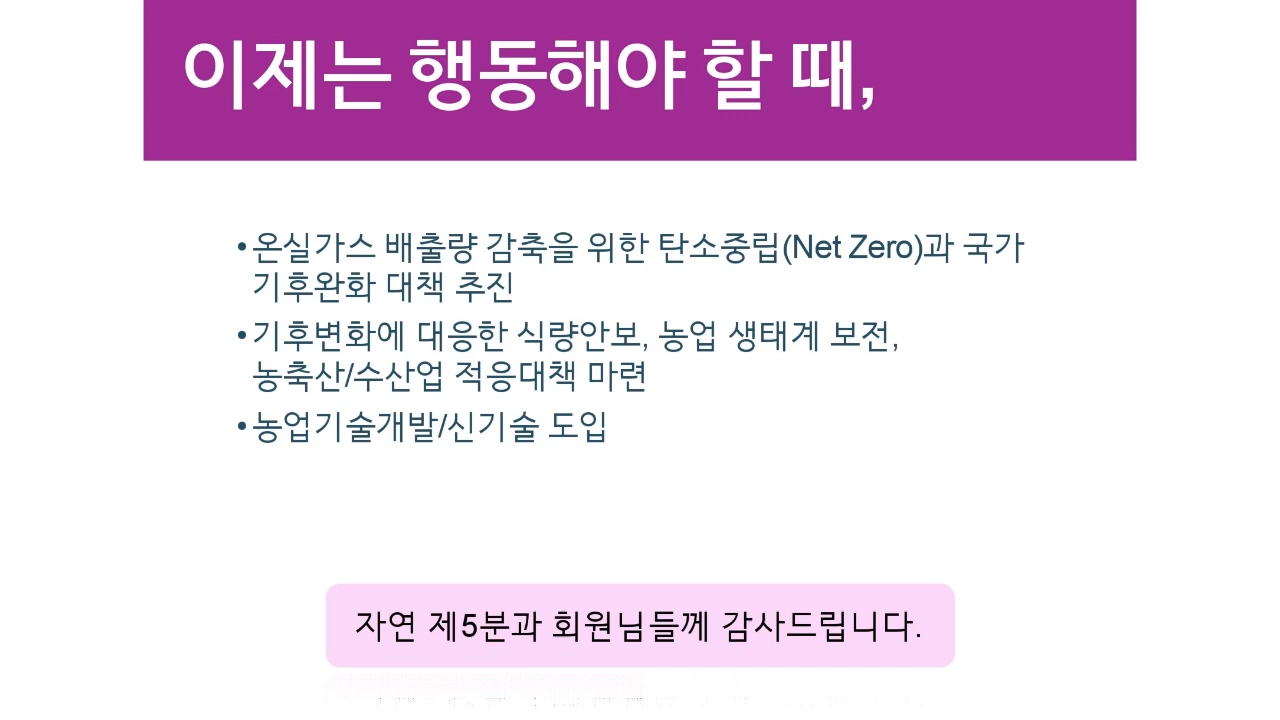 이제는 행동해야 할 때,
•온실가스 배출량 감축을 위한 탄소중립(Net Zero)과 국가
기후완화 대책 추진
•기후변화에 대응한 식량안보, 농업 생태계 보전,
농축산/수산업 적응대책 마련
•농업기술개발/신기술 도입
자연 제5분과 회원님들께 감사드립니다.